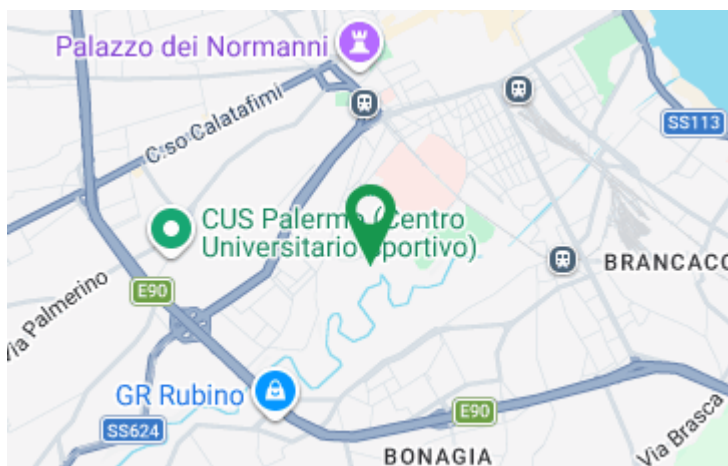 Palazzo dei Normanni
C.so Calatafimi
SS113
CUS Palermo (Centro
Universitario Sportivo)
BRANCACC
E90
Via Palmerino
GR Rubino
E90
SS624
BONAGIA
Via Brasca